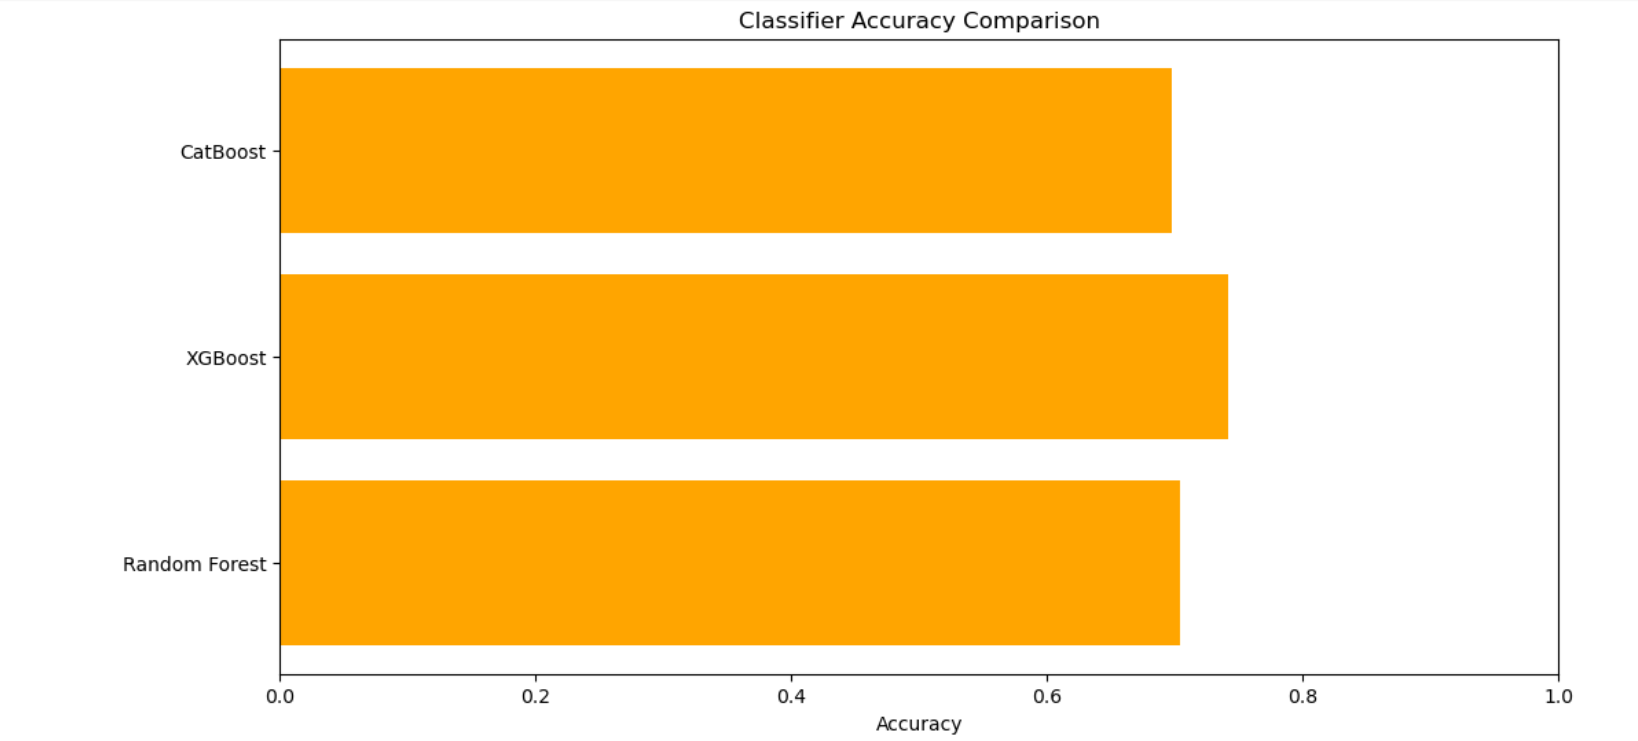 Classifier Accuracy Comparison
CatBoost
XGBoost
Random Forest
0.0 0.2 0.4 0.6 0.8 1.0
Accuracy